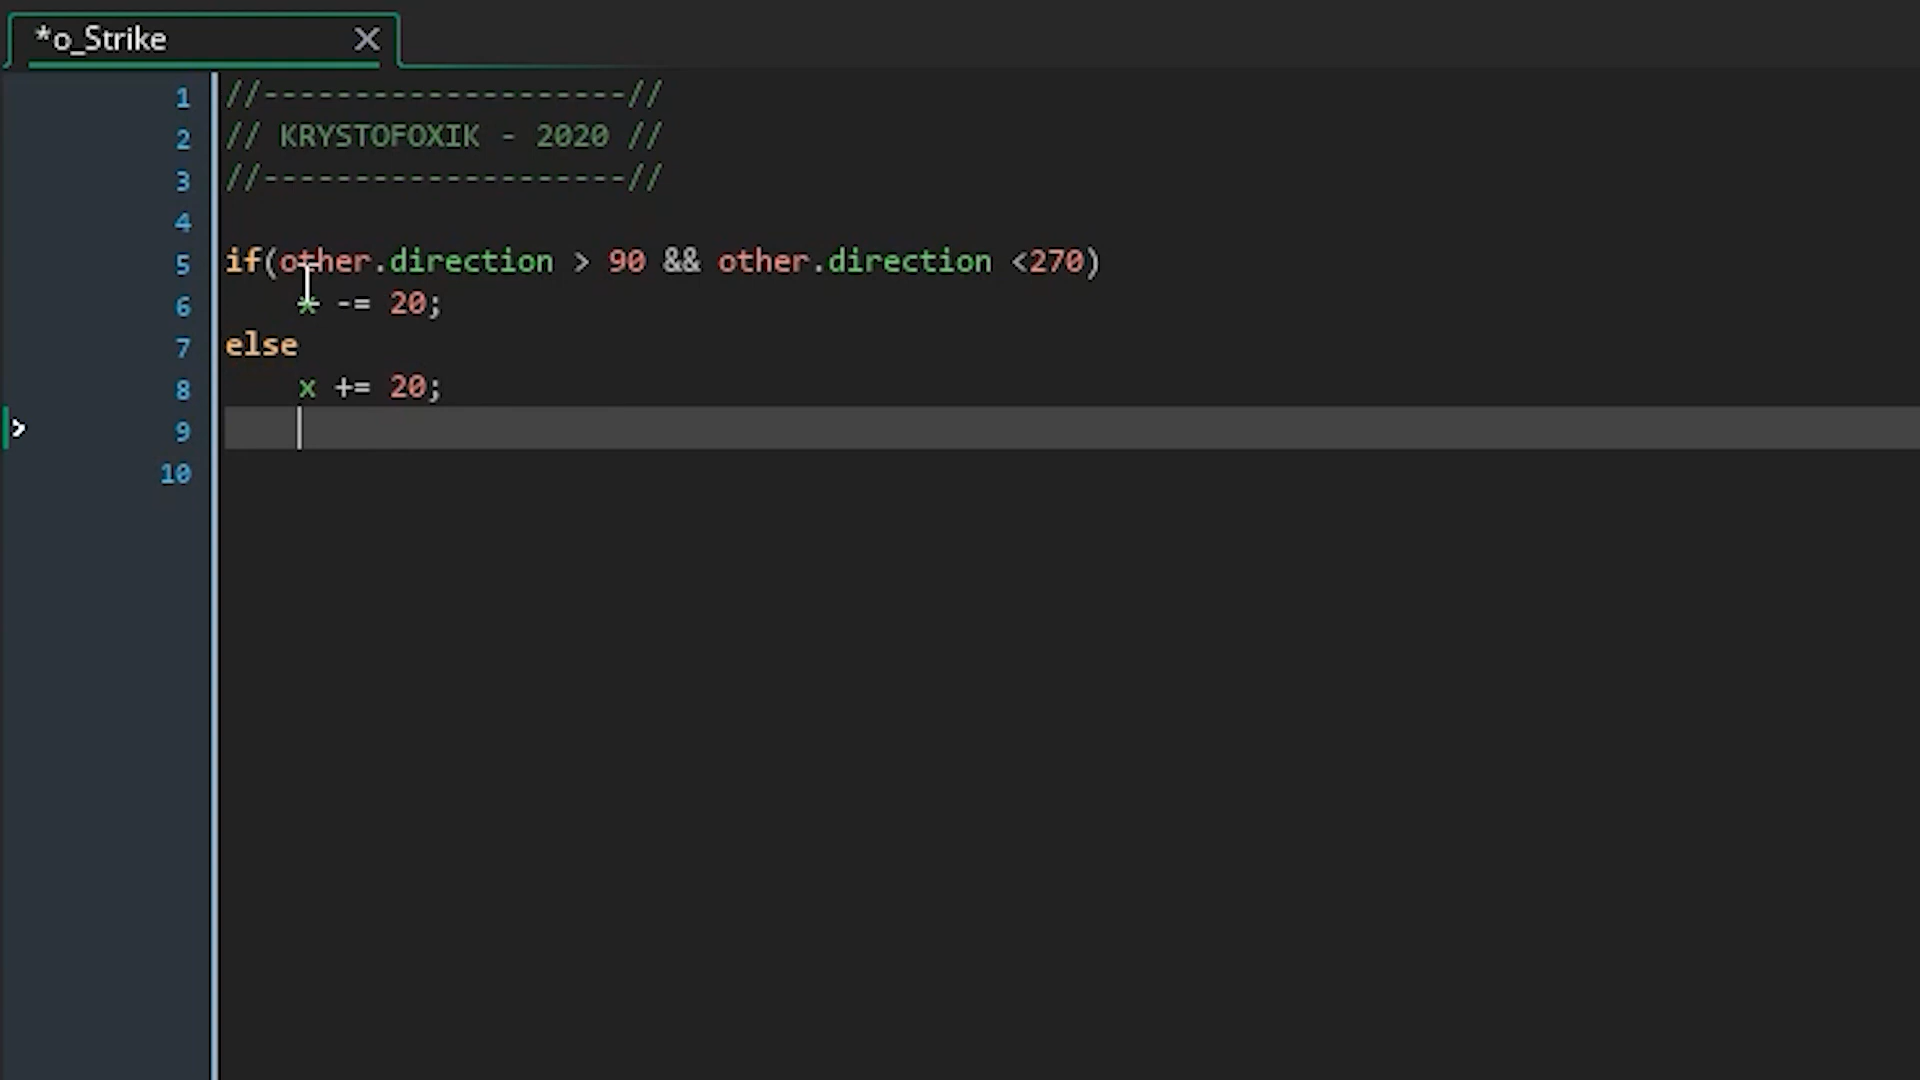 *o_Strike
1 //--------------------//
2 // KRYSTOFOXIK - 2020 //
3 //--------------------//
4
5 if(other.direction > 90 && other.direction <270)
6 x -= 20;
7 else
8 x += 20;
9
10